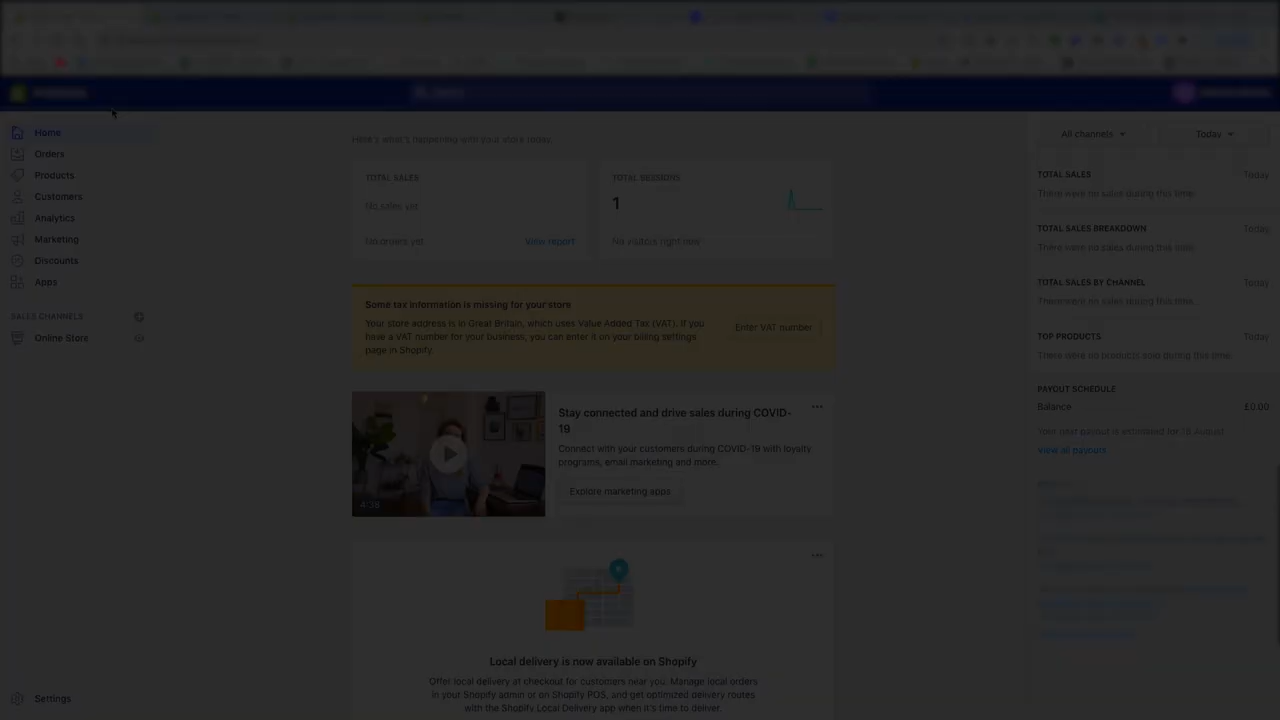 Home
Orders
Products
Customers
Analytics
Marketing
Discounts
Apps
SALES CHANNELS
Online Store
Settings
Here's what's happening with your store today.
TOTAL SALES
No sales yet
No orders yet
View report
TOTAL SESSIONS
1
No visitors right now
Some tax information is missing for your store
Your store address is in Great Britain, which uses Value Added Tax (VAT). If you
have a VAT number for your business, you can enter it on your billing settings
page in Shopify.
Enter VAT number
4:38
Stay connected and drive sales during COVID-
19
Connect with your customers during COVID-19 with loyalty
programs, email marketing and more.
Explore marketing apps
Local delivery is now available on Shopify
Offer local delivery at checkout for customers near you. Manage local orders
in your Shopify admin or on Shopify POS, and get optimized delivery routes
with the Shopify Local Delivery app when it's time to deliver.
All channels
Today
TOTAL SALES Today
There were no sales during this time.
TOTAL SALES BREAKDOWN Today
There were no sales during this time.
TOTAL SALES BY CHANNEL Today
There were no sales during this time.
TOP PRODUCTS Today
There were no products sold during this time.
PAYOUT SCHEDULE
Balance £0.00
Your next payout is estimated for 16 August
View all payouts